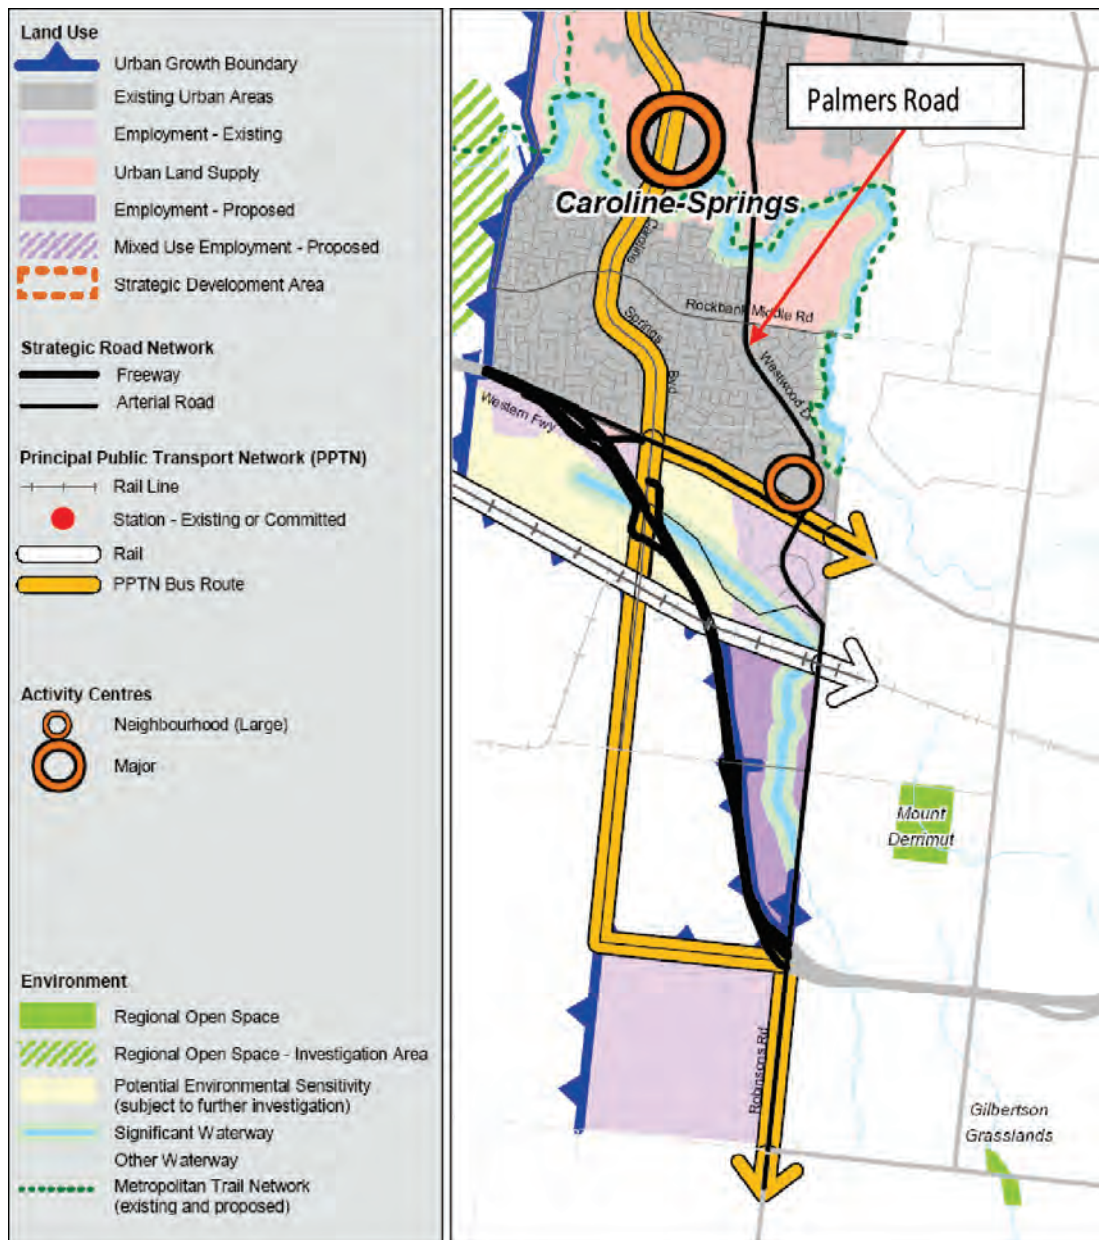 Land Use
Urban Growth Boundary
Existing Urban Areas
Employment - Existing
Urban Land Supply
Employment - Proposed
Mixed Use Employment - Proposed
Strategic Development Area
Strategic Road Network
Freeway
Arterial Road
Principal Public Transport Network (PPTN)
Rail Line
Station - Existing or Committed
Rail
PPTN Bus Route
Activity Centres
Neighbourhood (Large)
Major
Environment
Regional Open Space
Regional Open Space - Investigation Area
Potential Environmental Sensitivity
(subject to further investigation)
Significant Waterway
Other Waterway
Metropolitan Trail Network
(existing and proposed)
Palmers Road
Caroline-Springs
Caroline
Springs
Blvd
Rockbank Middle Rd
Westwood Dr
Western Fwy
Mount
Derrimut
Robinsons Rd
Gilbertson
Grasslands